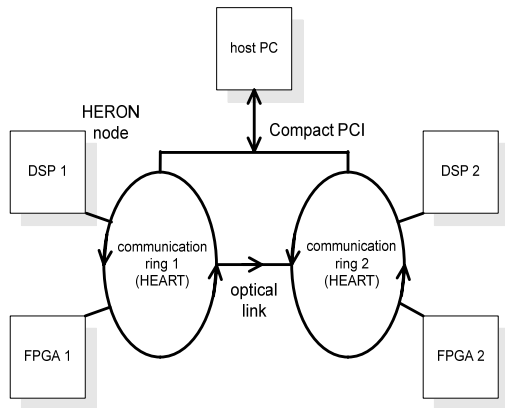 host PC
HERON
node
Compact PCI
DSP 1
DSP 2
communication
ring 1
(HEART)
communication
ring 2
(HEART)
optical
link
FPGA 1
FPGA 2